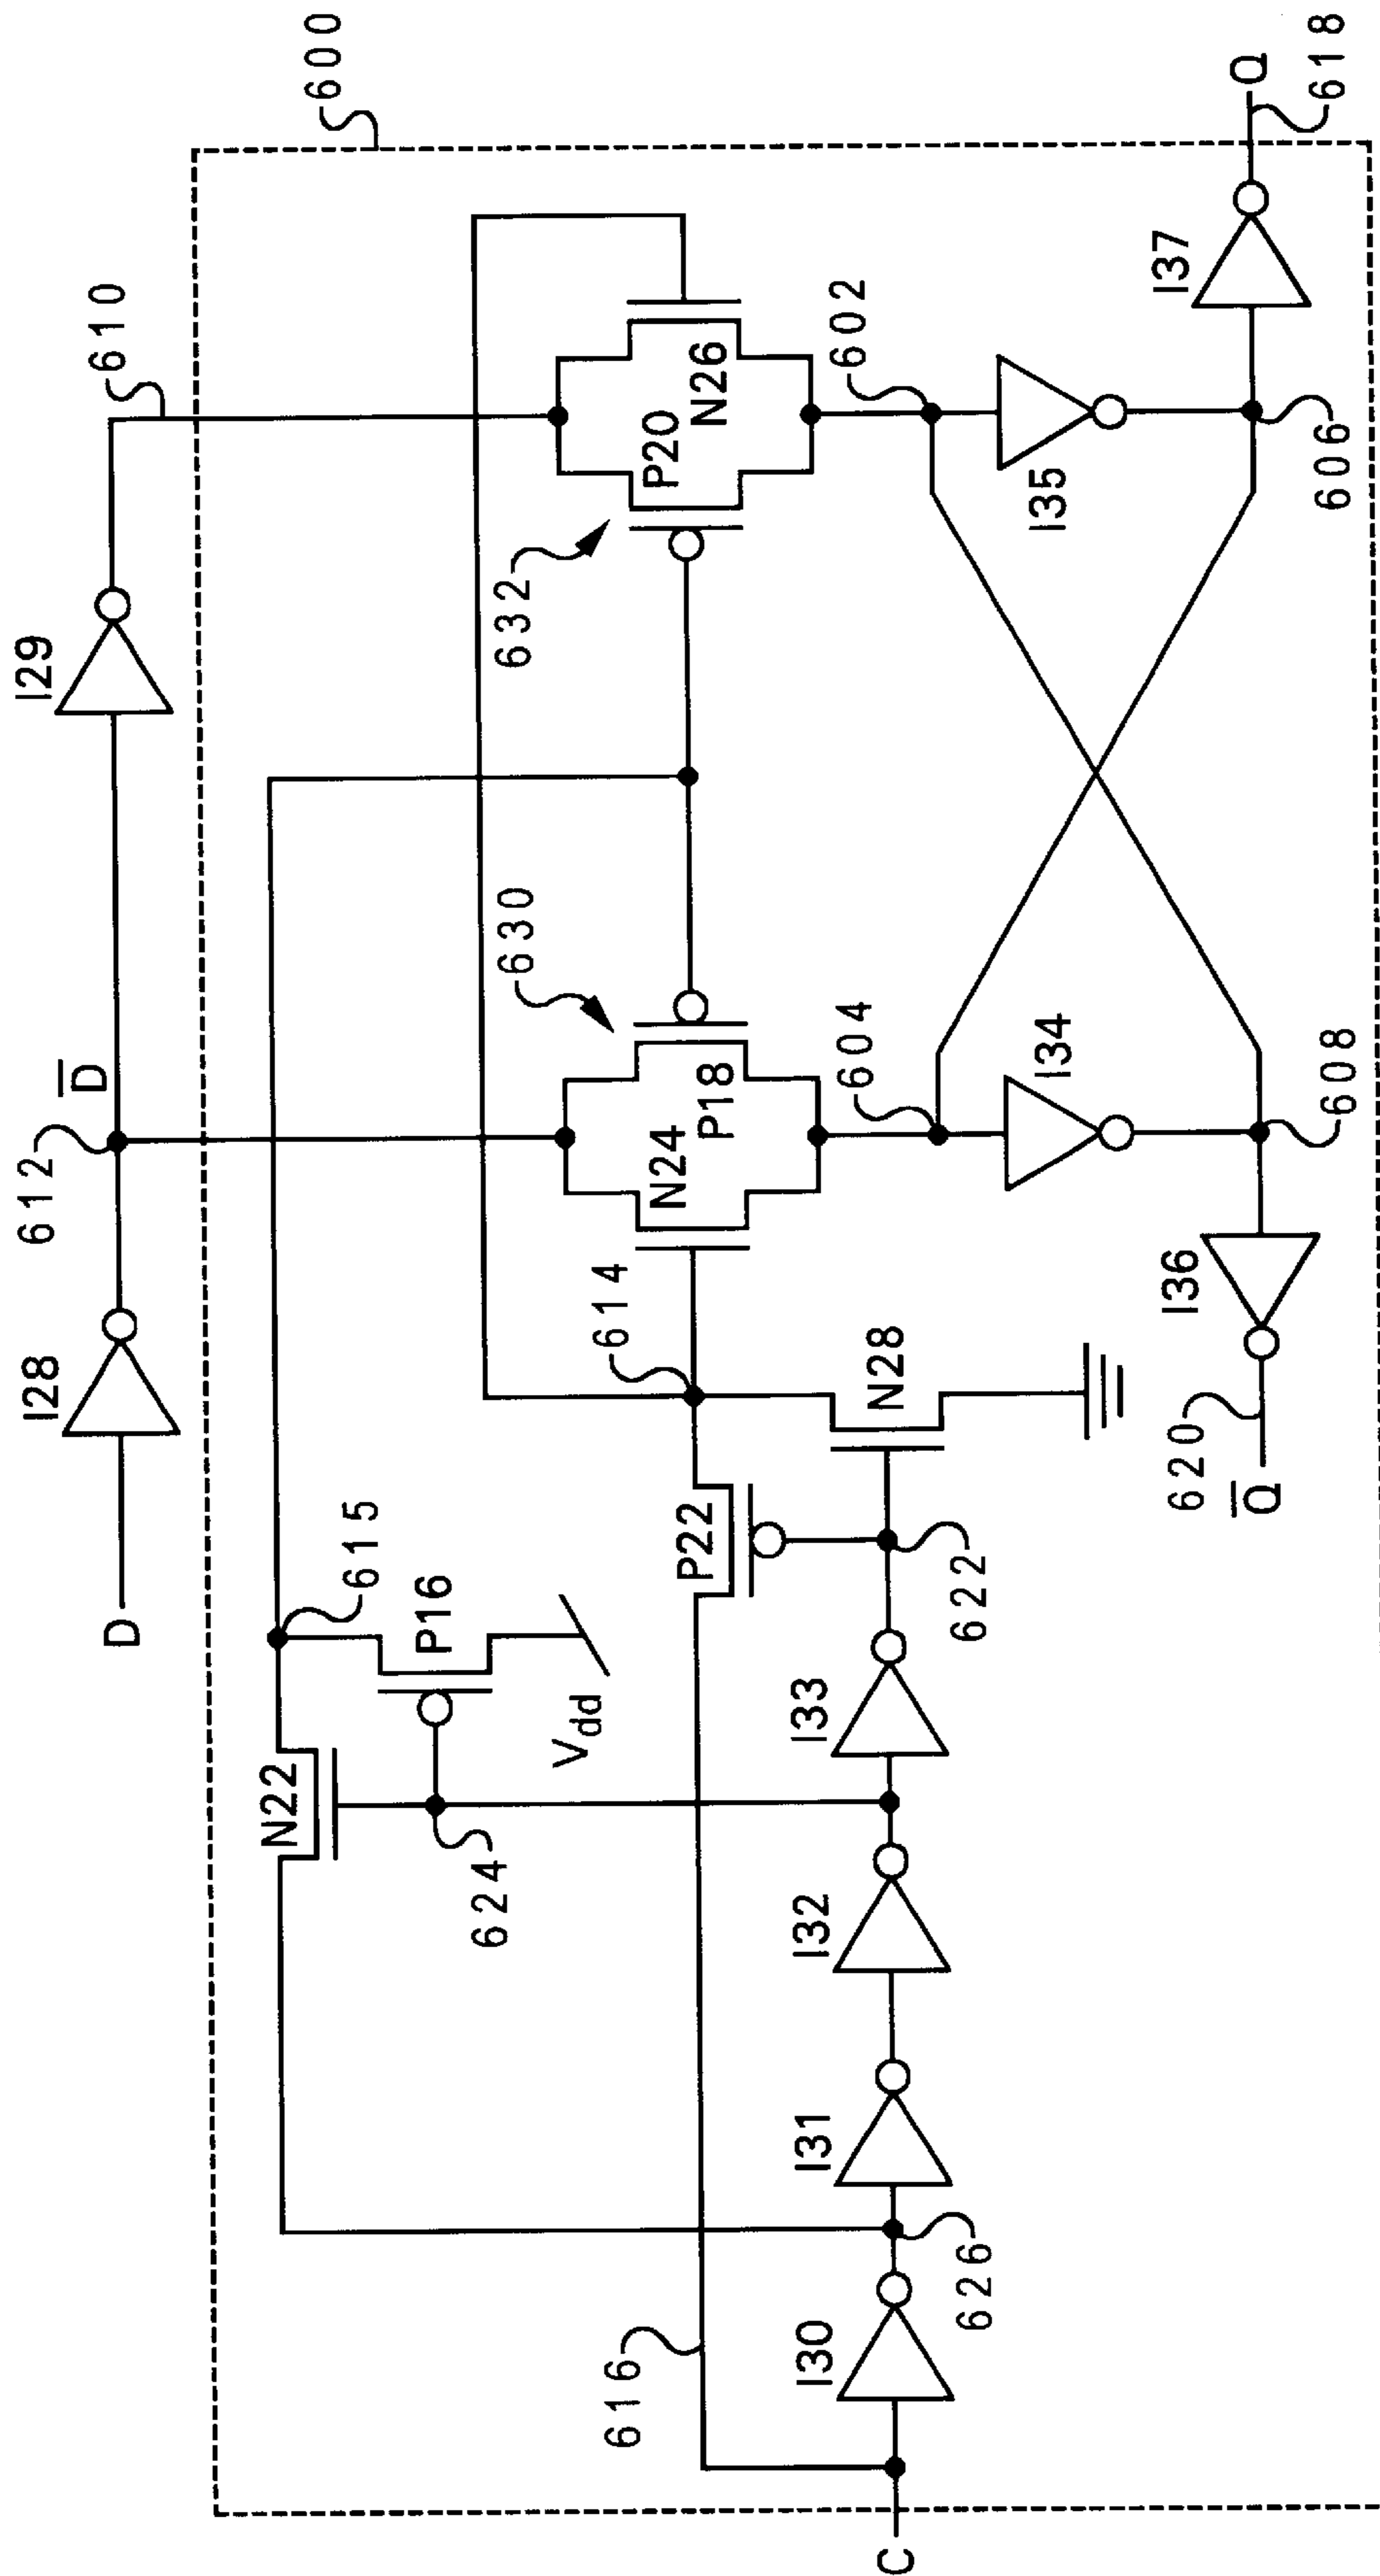 600
610
I29
612
D
I28
D
632
P20
N26
630
N24
P18
614
615
P16
Vdd
N22
624
P22
N28
622
602
604
I35
I34
606
608
I37
Q
618
I36
620
Q
I33
I32
I31
I30
626
616
C